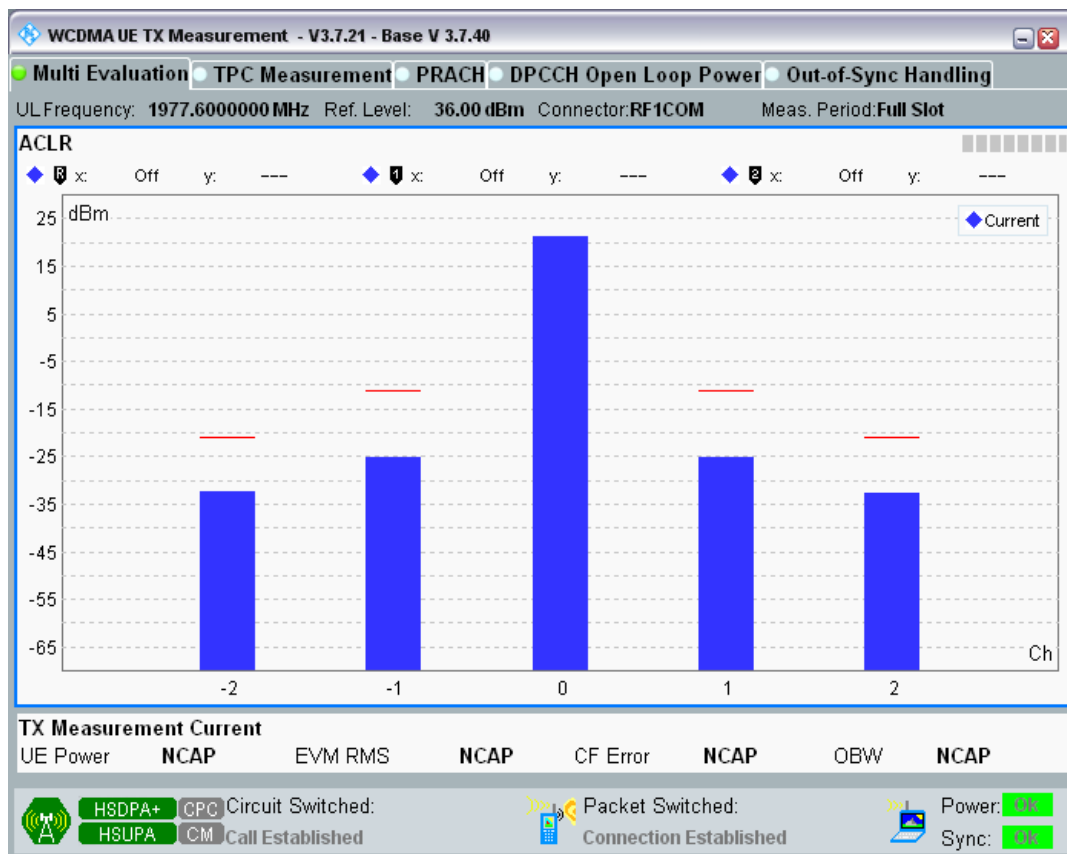 WCDMA UE TX Measurement - V3.7.21 - Base V 3.7.40
Multi Evaluation TPC Measurement PRACH DPCCH Open Loop Power Out-of-Sync Handling
UL Frequency: 1977.6000000 MHz Ref. Level: 36.00 dBm Connector:RF1COM Meas. Period:Full Slot
ACLR
R x: Off y: --- 1 x: Off y: --- 2 x: Off y: ---
dBm
Current
25
15
5
-5
-15
-25
-35
-45
-55
-65
Ch
-2 -1 0 1 2
TX Measurement Current
UE Power NCAP EVM RMS NCAP CF Error NCAP OBW NCAP
HSDPA+ CPC Circuit Switched: Packet Switched: Power: OK
HSUPA CM Call Established Connection Established Sync: OK